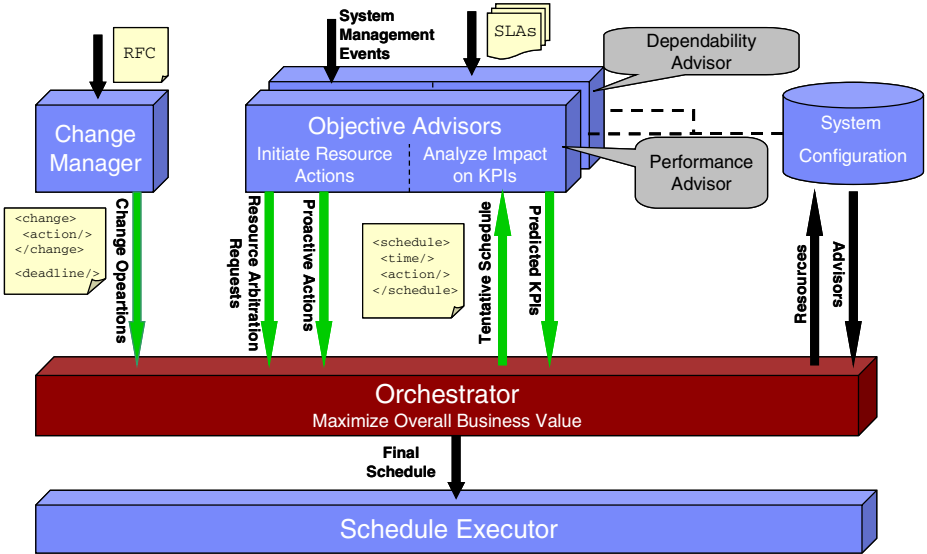 RFC
System
Management
Events
SLAs
Dependability
Advisor
Change
Manager
Objective Advisors
Initiate Resource
Actions
Analyze Impact
on KPIs
Performance
Advisor
System
Configuration
<change>
<action/>
</change>
<deadline/>
Change Opeartions
Resource Arbitration
Requests
Proactive Actions
<schedule>
<time/>
<action/>
</schedule>
Tentative Schedule
Predicted KPIs
Resources
Advisors
Orchestrator
Maximize Overall Business Value
Final
Schedule
Schedule Executor